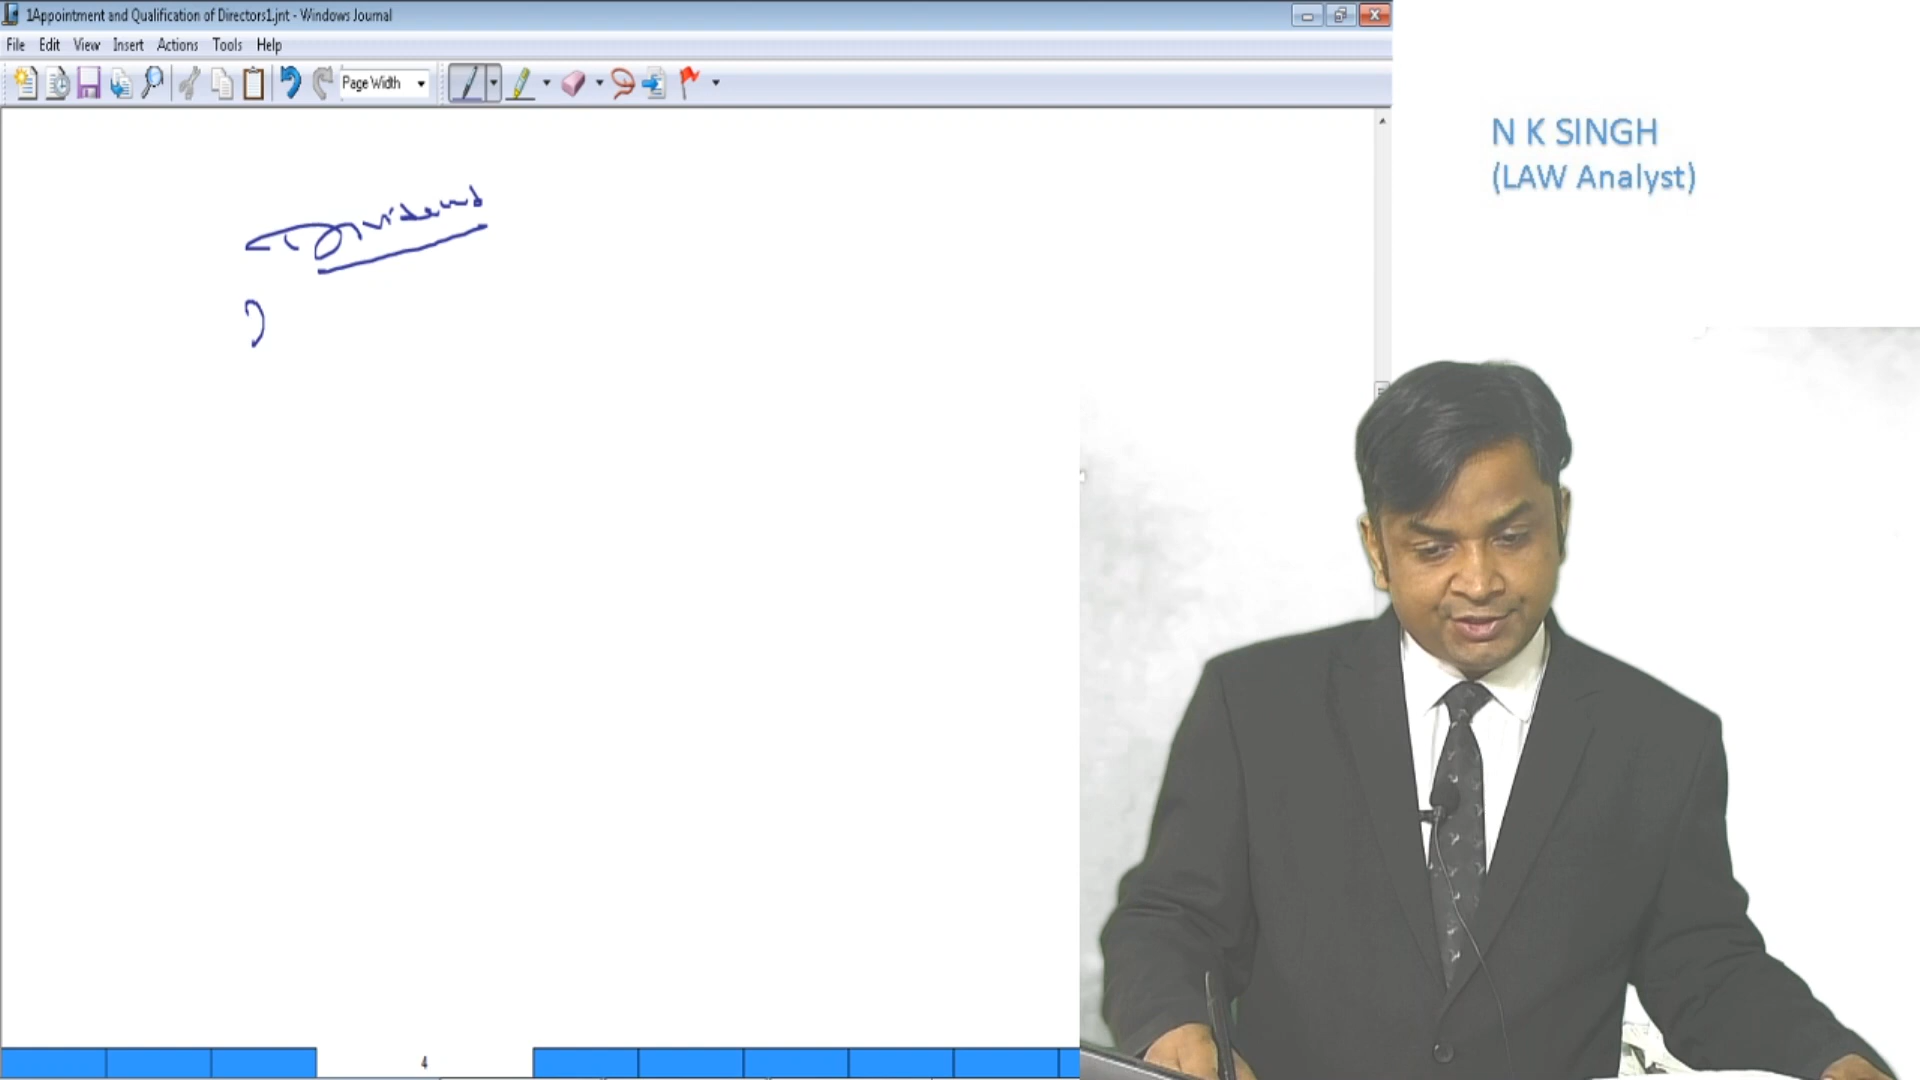 1Appointment and Qualification of Directors1.jnt - Windows Journal
File Edit View Insert Actions Tools Help
Page Width
N K SINGH
(LAW Analyst)
Dividend
4